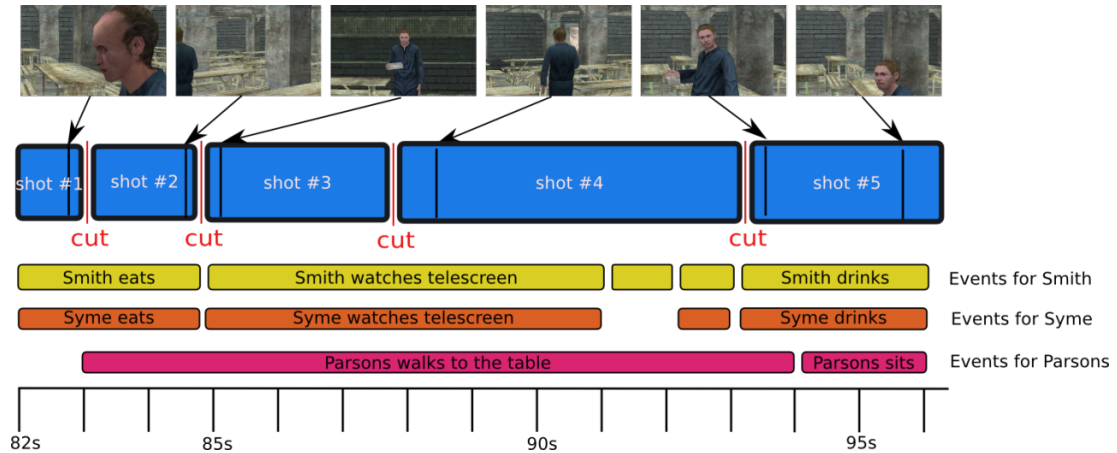 shot #1
shot #2
shot #3
shot #4
shot #5
cut
cut
cut
cut
Smith eats
Smith watches telescreen
Smith drinks
Events for Smith
Syme eats
Syme watches telescreen
Syme drinks
Events for Syme
Parsons walks to the table
Parsons sits
Events for Parsons
82s
85s
90s
95s